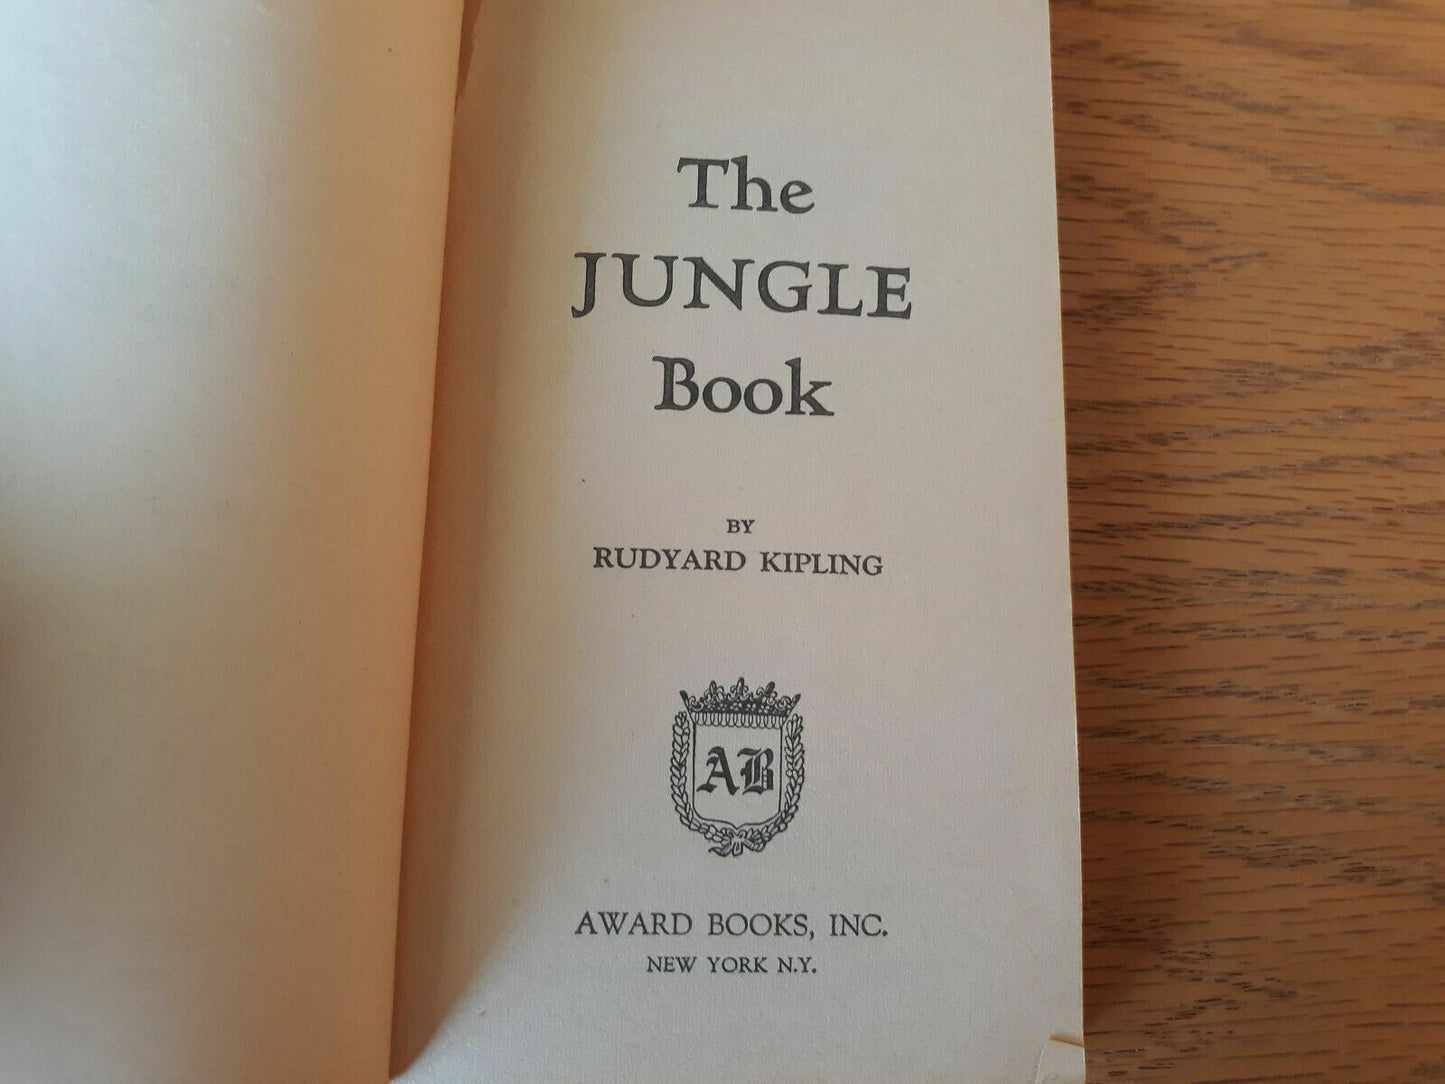 The
JUNGLE
Book
BY
RUDYARD KIPLING
AB
AWARD BOOKS, INC.
NEW YORK N.Y.